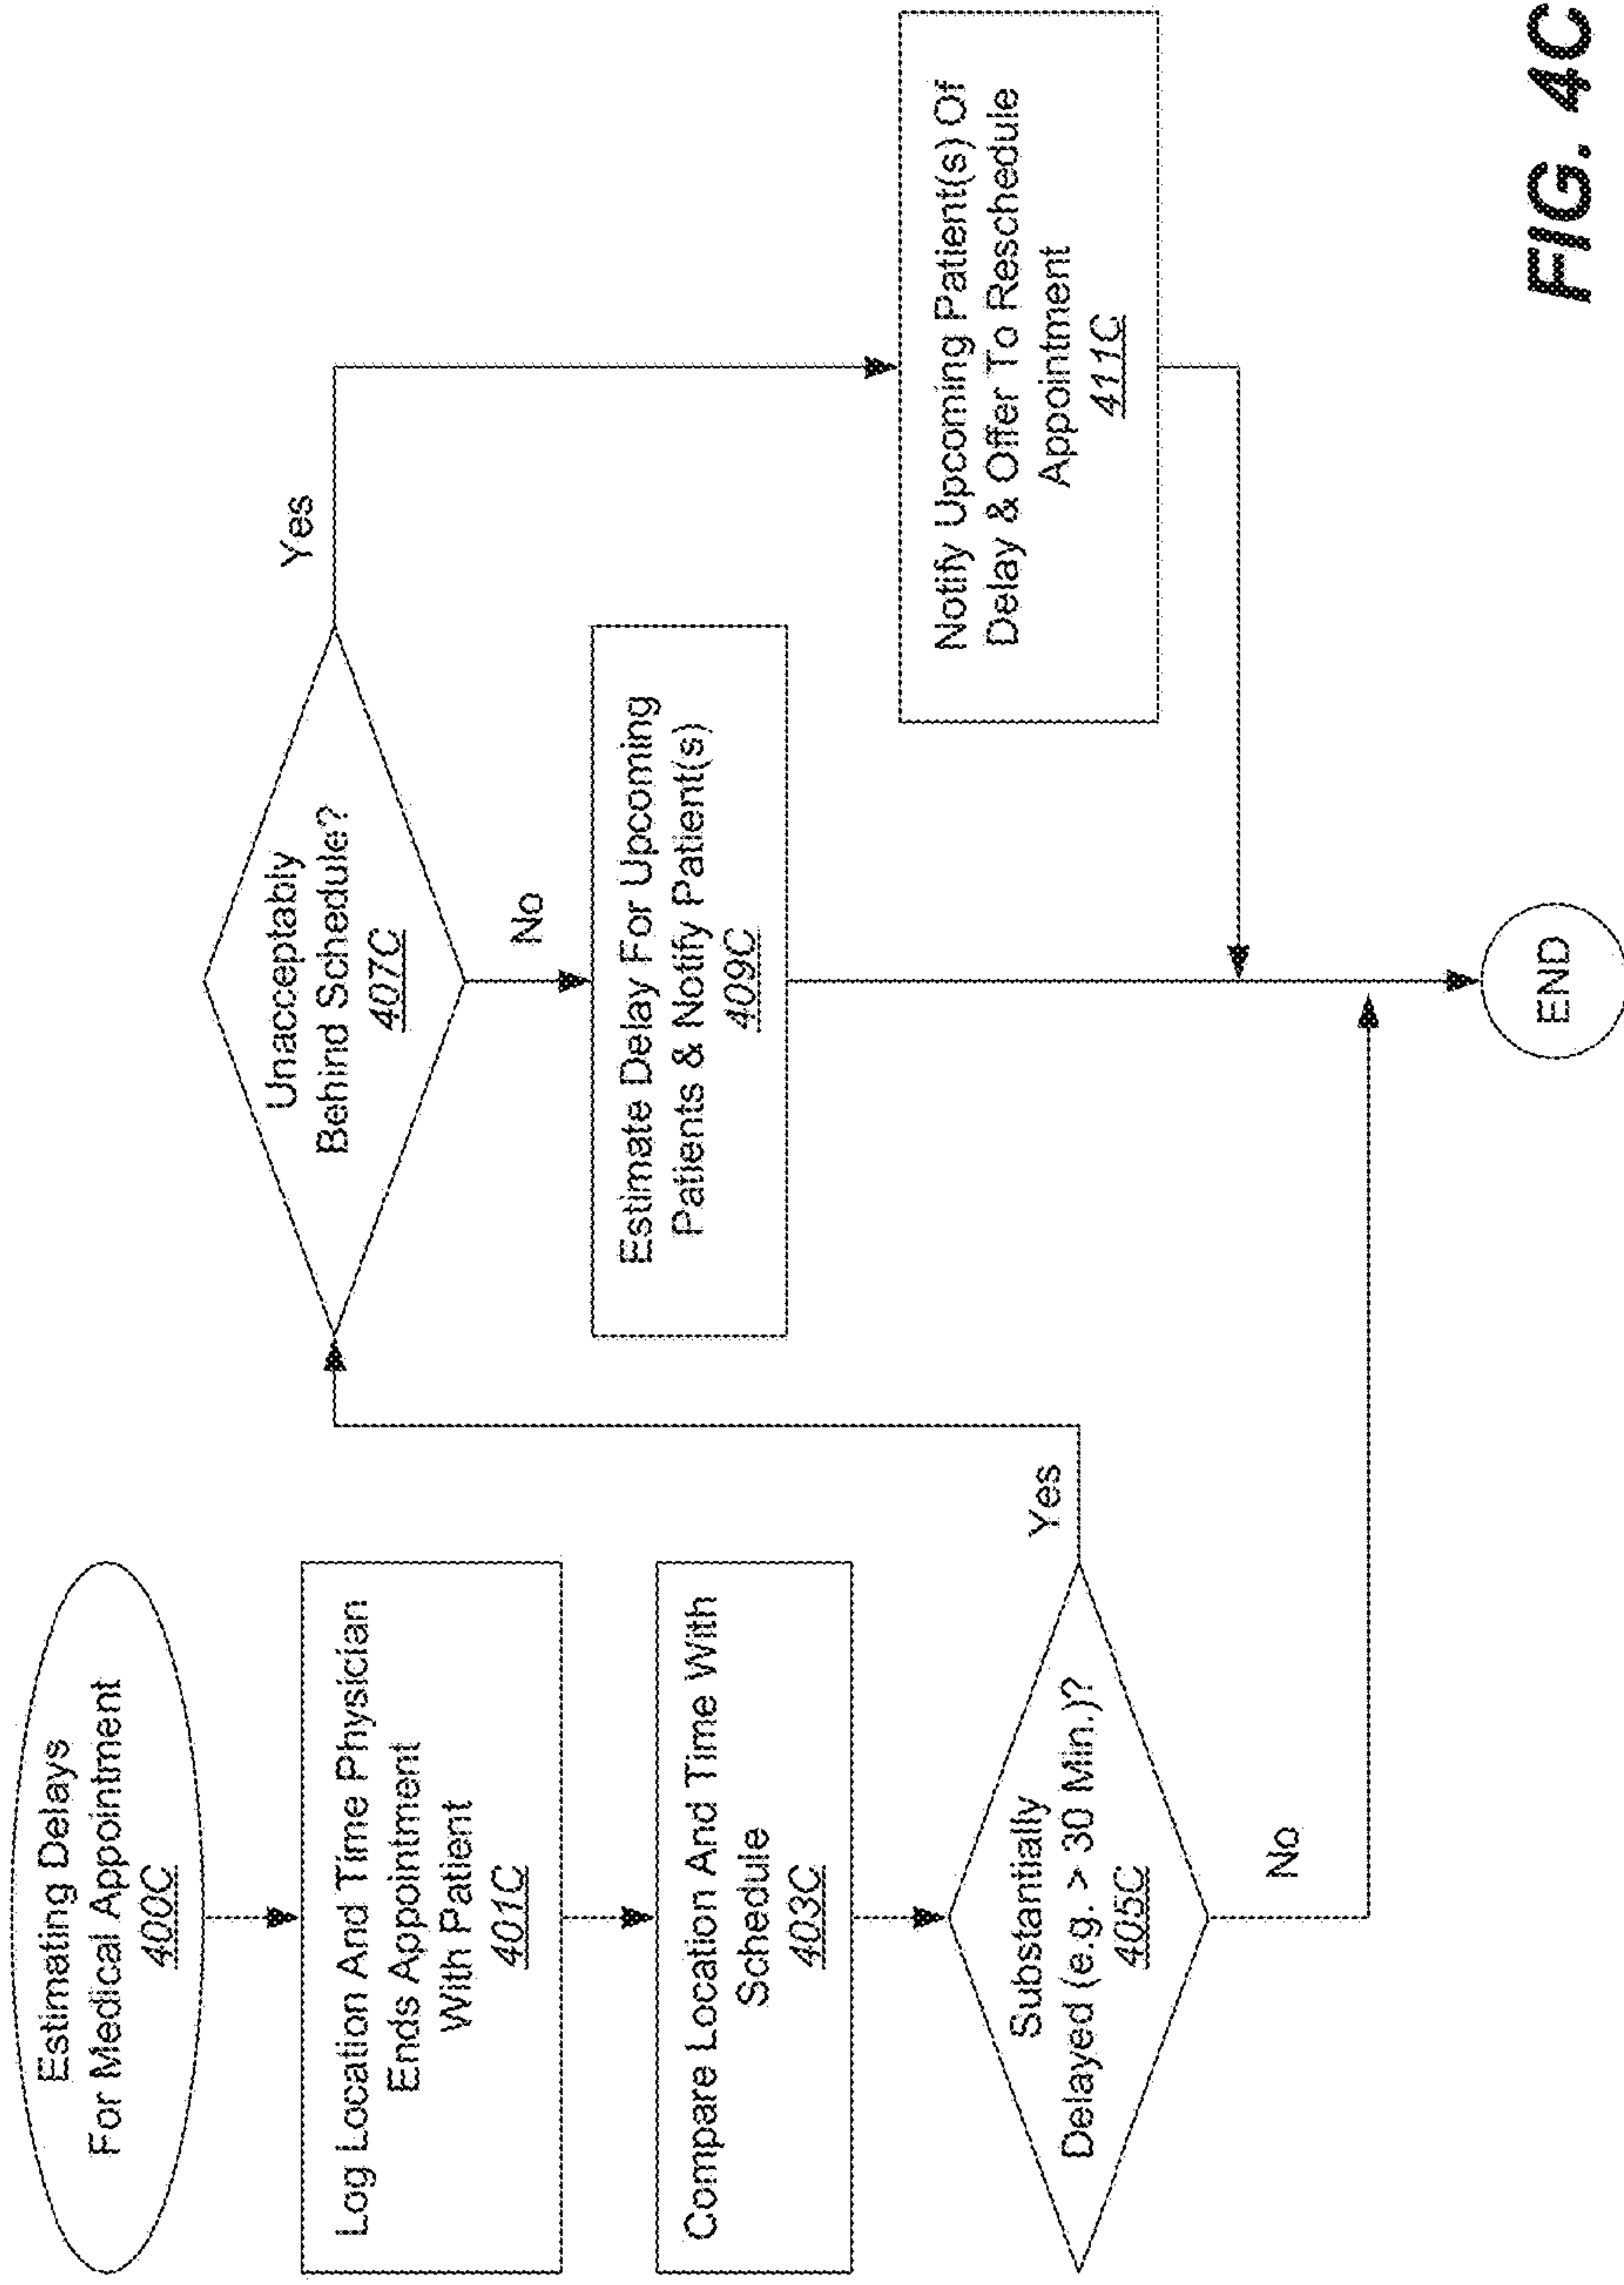 Estimating Delays
For Medical Appointment
400C
Log Location And Time Physician
Ends Appointment
With Patient
401C
Compare Location And Time With
Schedule
403C
Substantially
Delayed (e.g. > 30 Min.)?
405C
Yes
No
Unacceptably
Behind Schedule?
407C
Yes
No
Estimate Delay For Upcoming
Patients & Notify Patient(s)
409C
Notify Upcoming Patient(s) Of
Delay & Offer To Reschedule
Appointment
411C
END
FIG. 4C